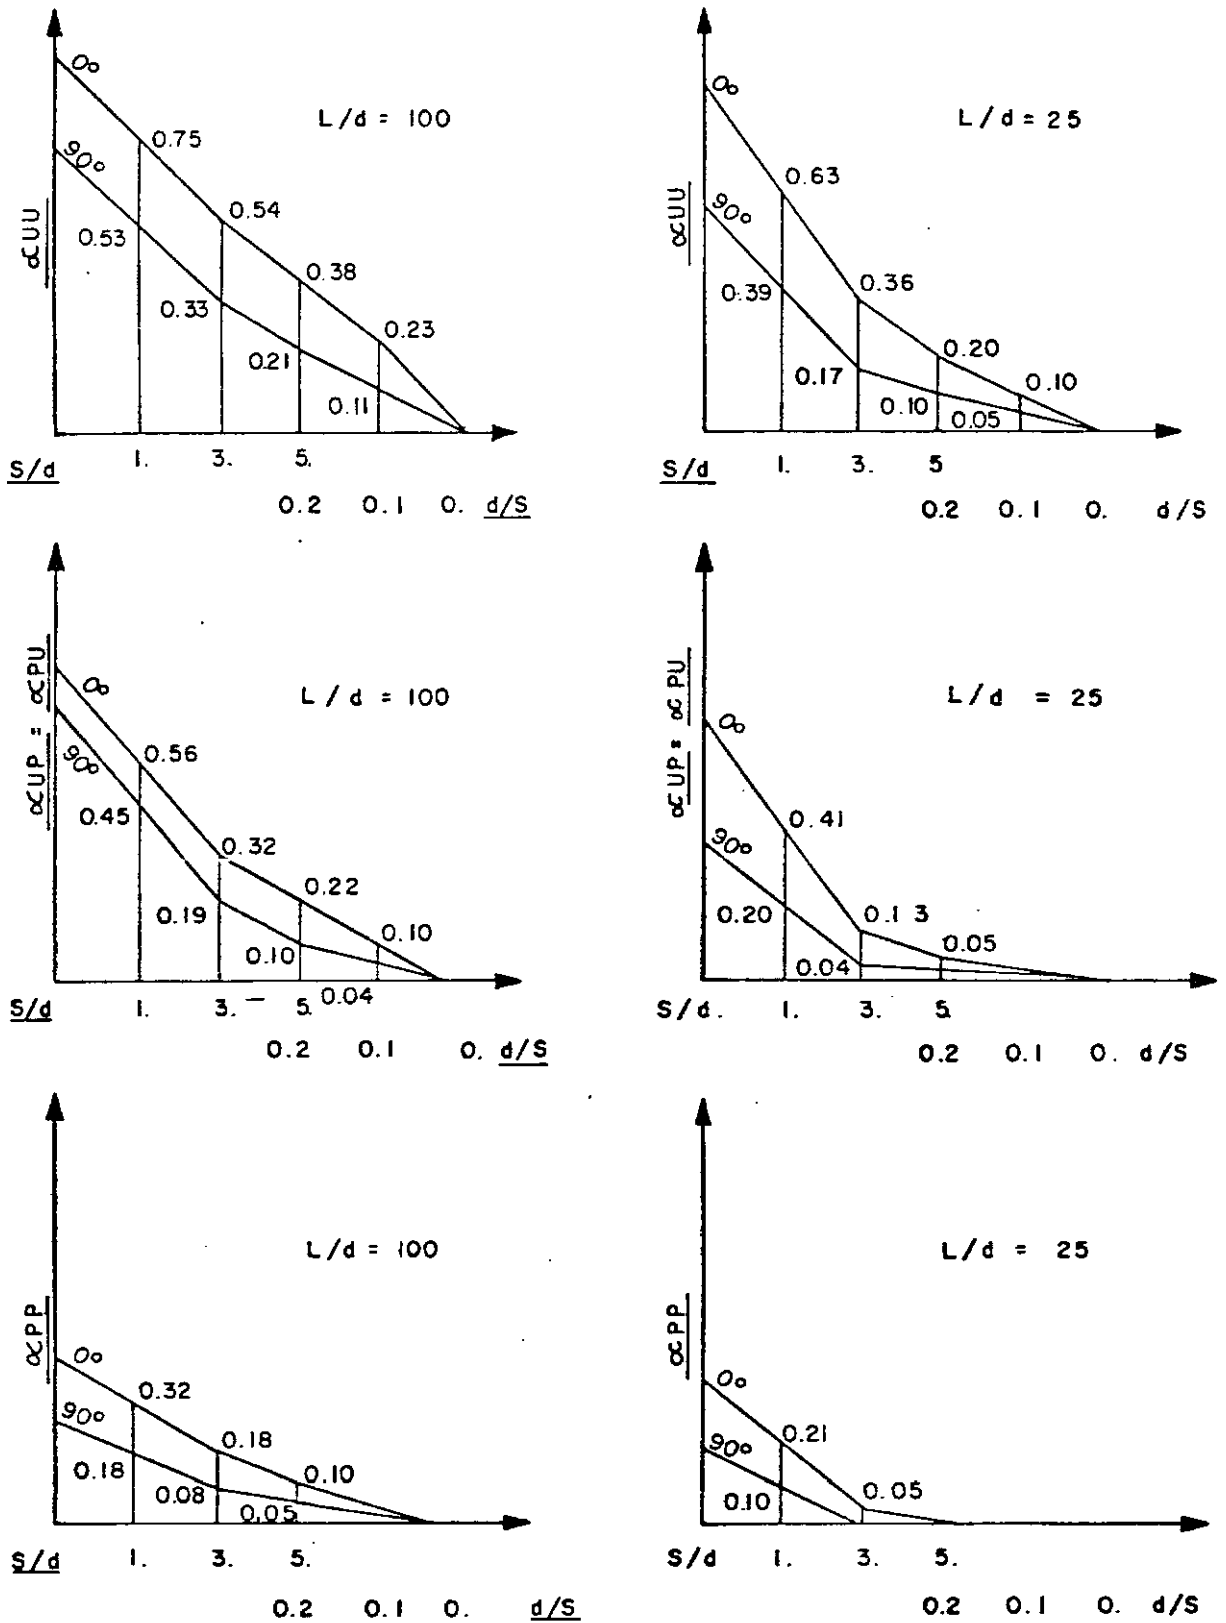 0°
L/d = 100
0.75
90°
αUU
0.54
0.53
0.38
0.33
0.23
0.21
0.11
S/d 1. 3. 5.
0.2 0.1 0. d/S
0°
L/d = 25
0.63
90°
αUU
0.39
0.36
0.20
0.17
0.10
0.10
0.05
S/d 1. 3. 5
0.2 0.1 0. d/S
0°
L/d = 100
αUP = αPU
90°
0.56
0.45
0.32
0.22
0.19
0.10
0.10
0.04
S/d 1. 3. 5.
0.2 0.1 0. d/S
0°
L/d = 25
αUP = αPU
0.41
90°
0.20
0.13
0.05
0.04
S/d. 1. 3. 5.
0.2 0.1 0. d/S
L/d = 100
αPP
0°
0.32
90°
0.18
0.18
0.10
0.08
0.05
S/d 1. 3. 5.
0.2 0.1 0. d/S
L/d = 25
αPP
0°
0.21
90°
0.10
0.05
S/d 1. 3. 5.
0.2 0.1 0. d/S